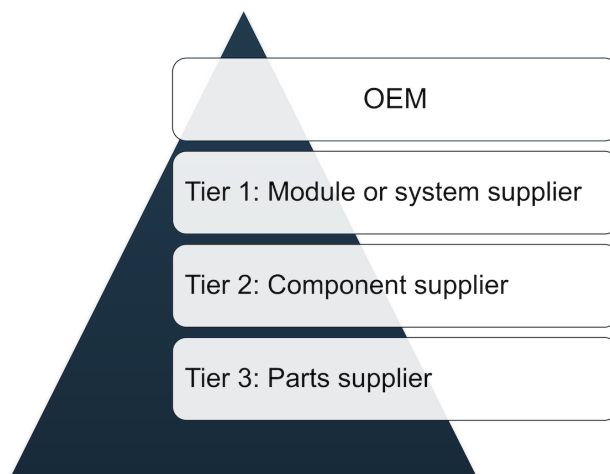 OEM
Tier 1: Module or system supplier
Tier 2: Component supplier
Tier 3: Parts supplier